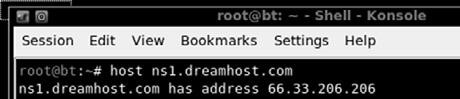 root@bt: ~ - Shell - Konsole
Session Edit View Bookmarks Settings Help
root@bt:~# host ns1.dreamhost.com
ns1.dreamhost.com has address 66.33.206.206